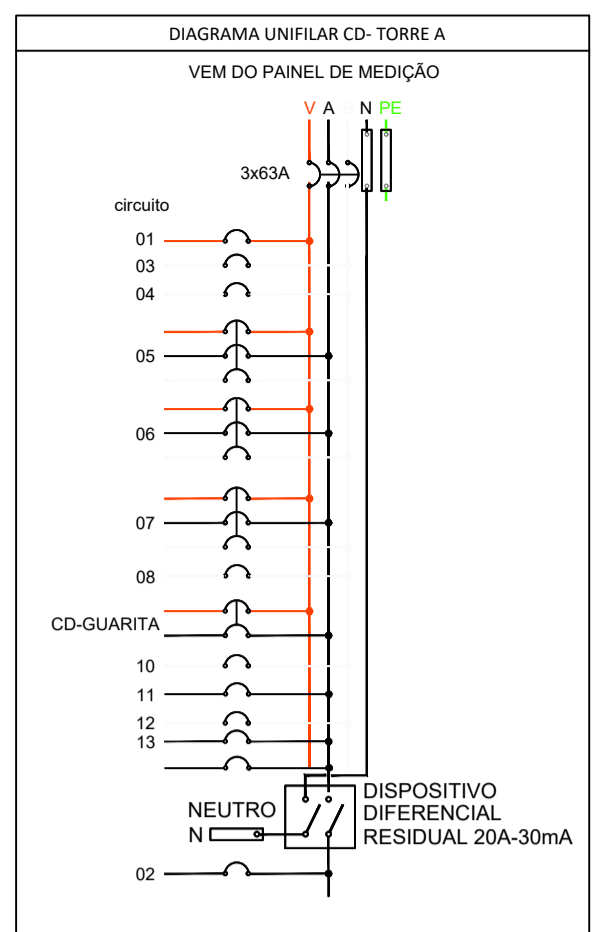 DIAGRAMA UNIFILAR CD- TORRE A
VEM DO PAINEL DE MEDIÇÃO
V A N PE
3x63A
circuito
01
03
04
05
06
07
08
CD-GUARITA
10
11
12
13
DISPOSITIVO
DIFERENCIAL
RESIDUAL 20A-30mA
NEUTRO
N
02